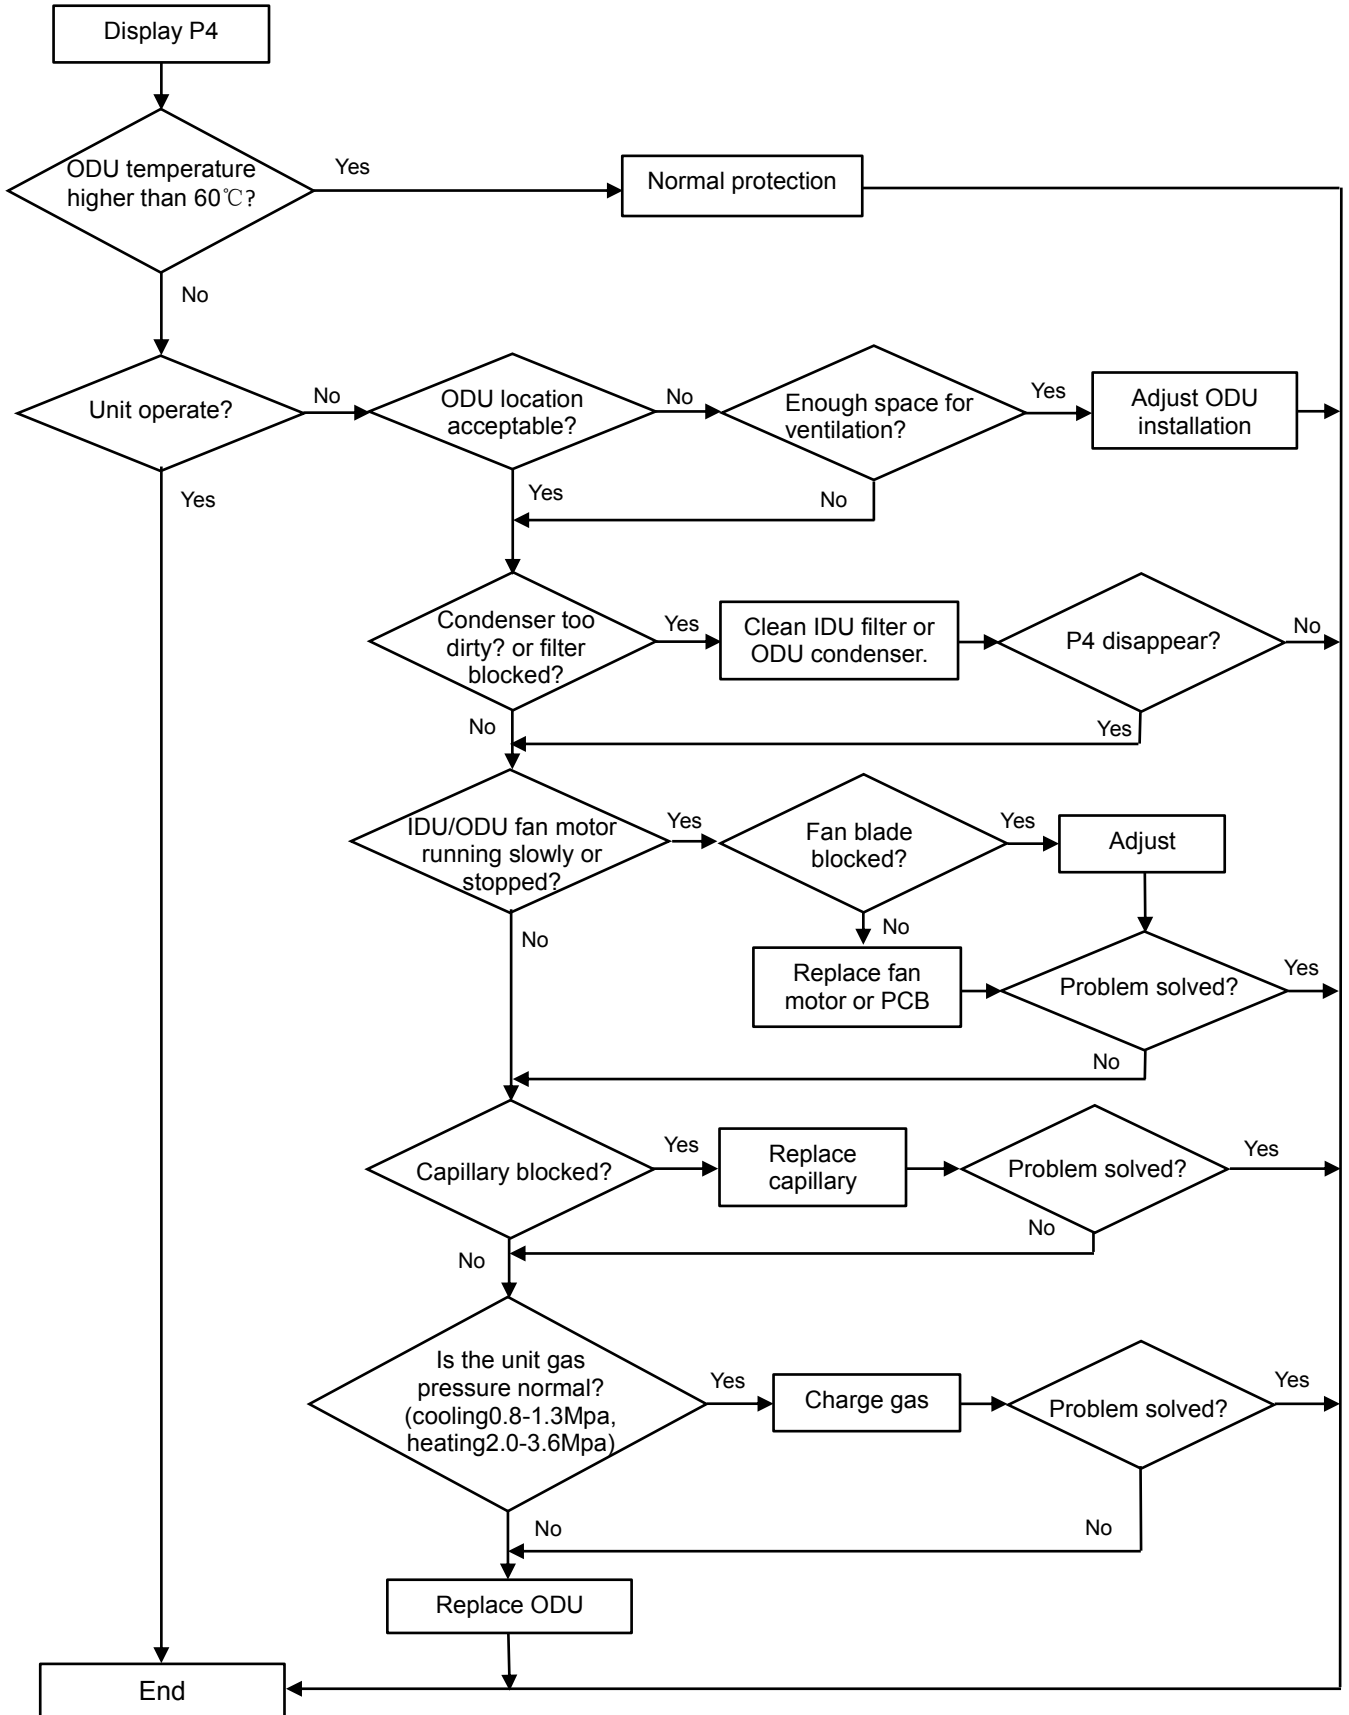 Display P4
ODU temperature
higher than 60℃?
Yes
Normal protection
No
Unit operate?
No
ODU location
acceptable?
No
Enough space for
ventilation?
Yes
Adjust ODU
installation
Yes
Yes
No
Condenser too
dirty? or filter
blocked?
Yes
Clean IDU filter or
ODU condenser.
P4 disappear?
No
No
Yes
IDU/ODU fan motor
running slowly or
stopped?
Yes
Fan blade
blocked?
Yes
Adjust
No
No
Replace fan
motor or PCB
Problem solved?
Yes
No
Capillary blocked?
Yes
Replace
capillary
Problem solved?
Yes
No
No
Is the unit gas
pressure normal?
(cooling0.8-1.3Mpa,
heating2.0-3.6Mpa)
Yes
Charge gas
Problem solved?
Yes
No
No
Replace ODU
End